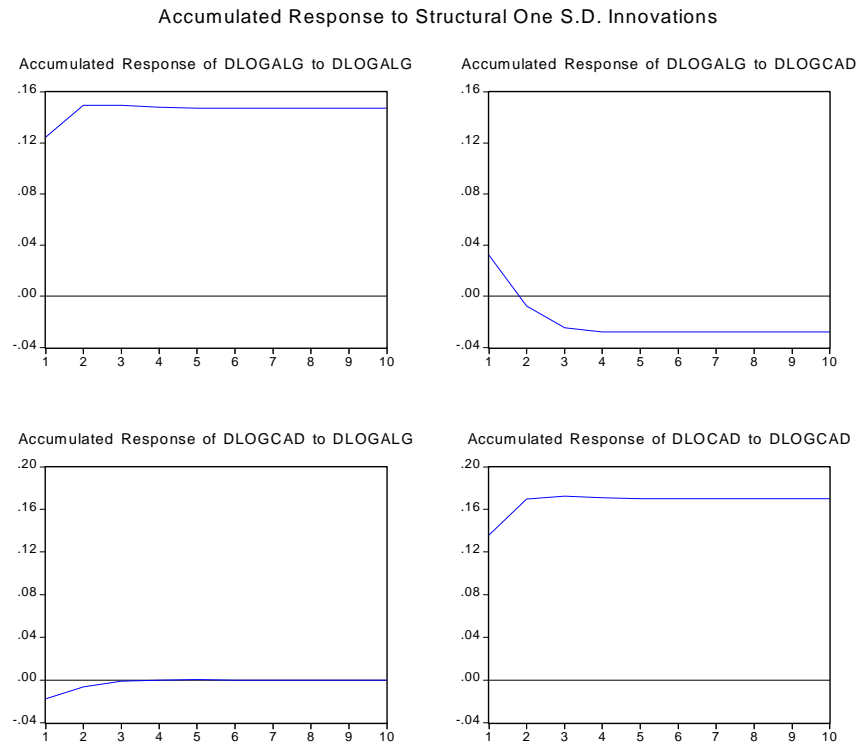 Accumulated Response to Structural One S.D. Innovations
Accumulated Response of DLOGALG to DLOGALG
.16
.12
.08
.04
.00
-.04
1 2 3 4 5 6 7 8 9 10
Accumulated Response of DLOGALG to DLOGCAD
.16
.12
.08
.04
.00
-.04
1 2 3 4 5 6 7 8 9 10
Accumulated Response of DLOGCAD to DLOGALG
.20
.16
.12
.08
.04
.00
-.04
1 2 3 4 5 6 7 8 9 10
Accumulated Response of DLOCAD to DLOGCAD
.20
.16
.12
.08
.04
.00
-.04
1 2 3 4 5 6 7 8 9 10